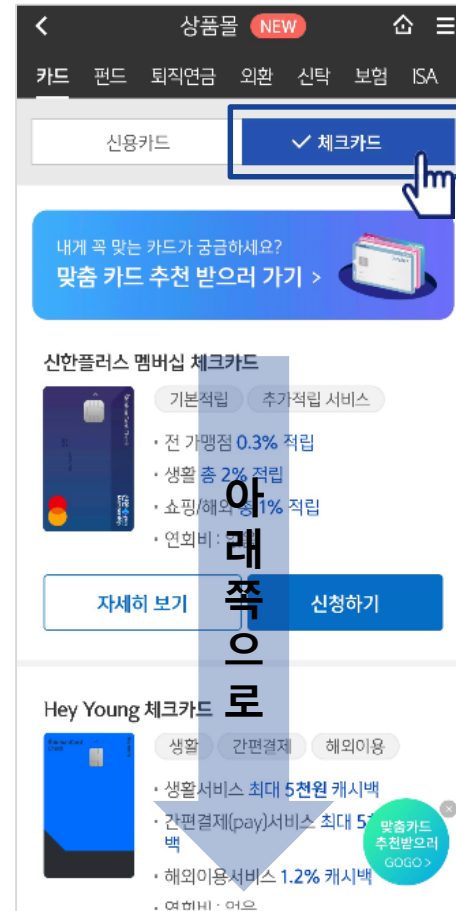 상품몰 NEW
카드 펀드 퇴직연금 외환 신탁 보험 ISA
신용카드 체크카드
내게 꼭 맞는 카드가 궁금하세요?
맞춤 카드 추천 받으러 가기 >
신한플러스 멤버십 체크카드
기본적립 추가적립 서비스
• 전 가맹점 0.3% 적립
• 생활 총 2% 적립
• 쇼핑/해외 총 1% 적립
• 연회비 :
자세히 보기 신청하기
아래쪽으로
Hey Young 체크카드
생활 간편결제 해외이용
• 생활서비스 최대 5천원 캐시백
• 간편결제(pay)서비스 최대 5
백
• 해외이용서비스 1.2% 캐시백
• 연회비 : 없음
맞춤카드
추천받으러
GOGO >